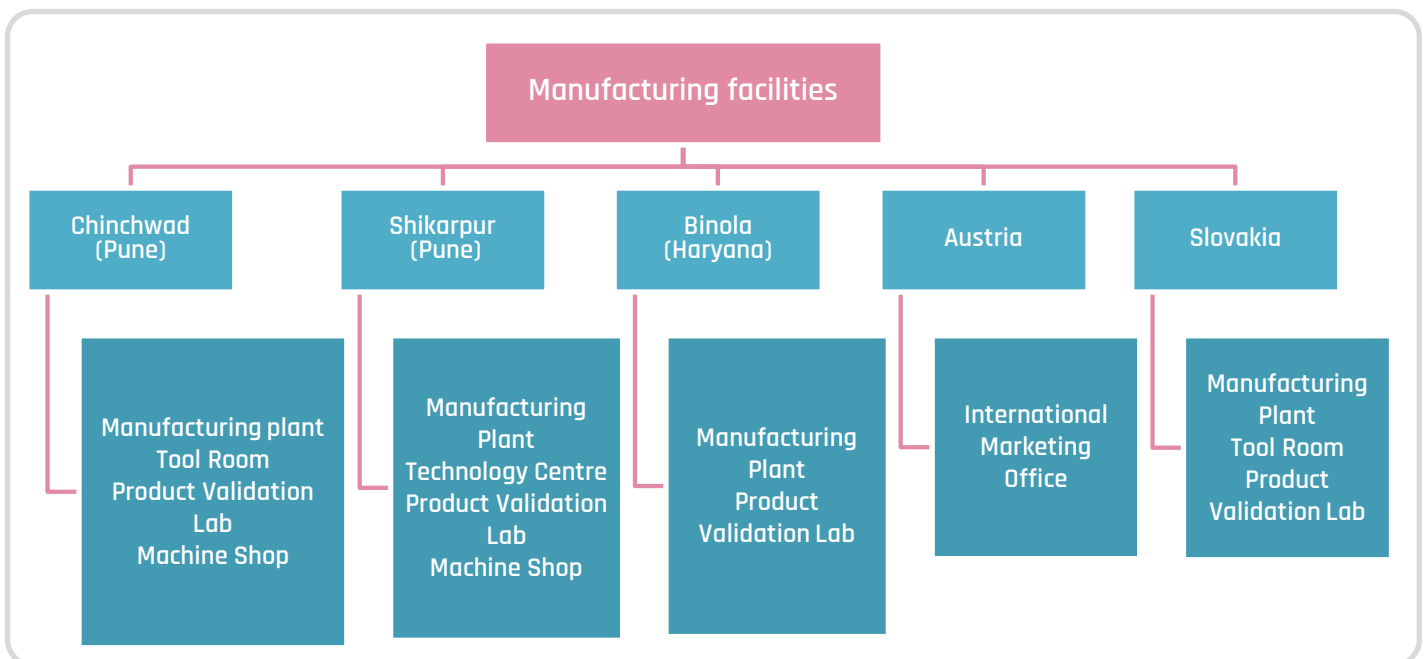 Manufacturing facilities
Chinchwad
(Pune)
Shikarpur
(Pune)
Binola
(Haryana)
Austria
Slovakia
Manufacturing plant
Tool Room
Product Validation
Lab
Machine Shop
Manufacturing
Plant
Technology Centre
Product Validation
Lab
Machine Shop
Manufacturing
Plant
Product
Validation Lab
International
Marketing
Office
Manufacturing
Plant
Tool Room
Product
Validation Lab